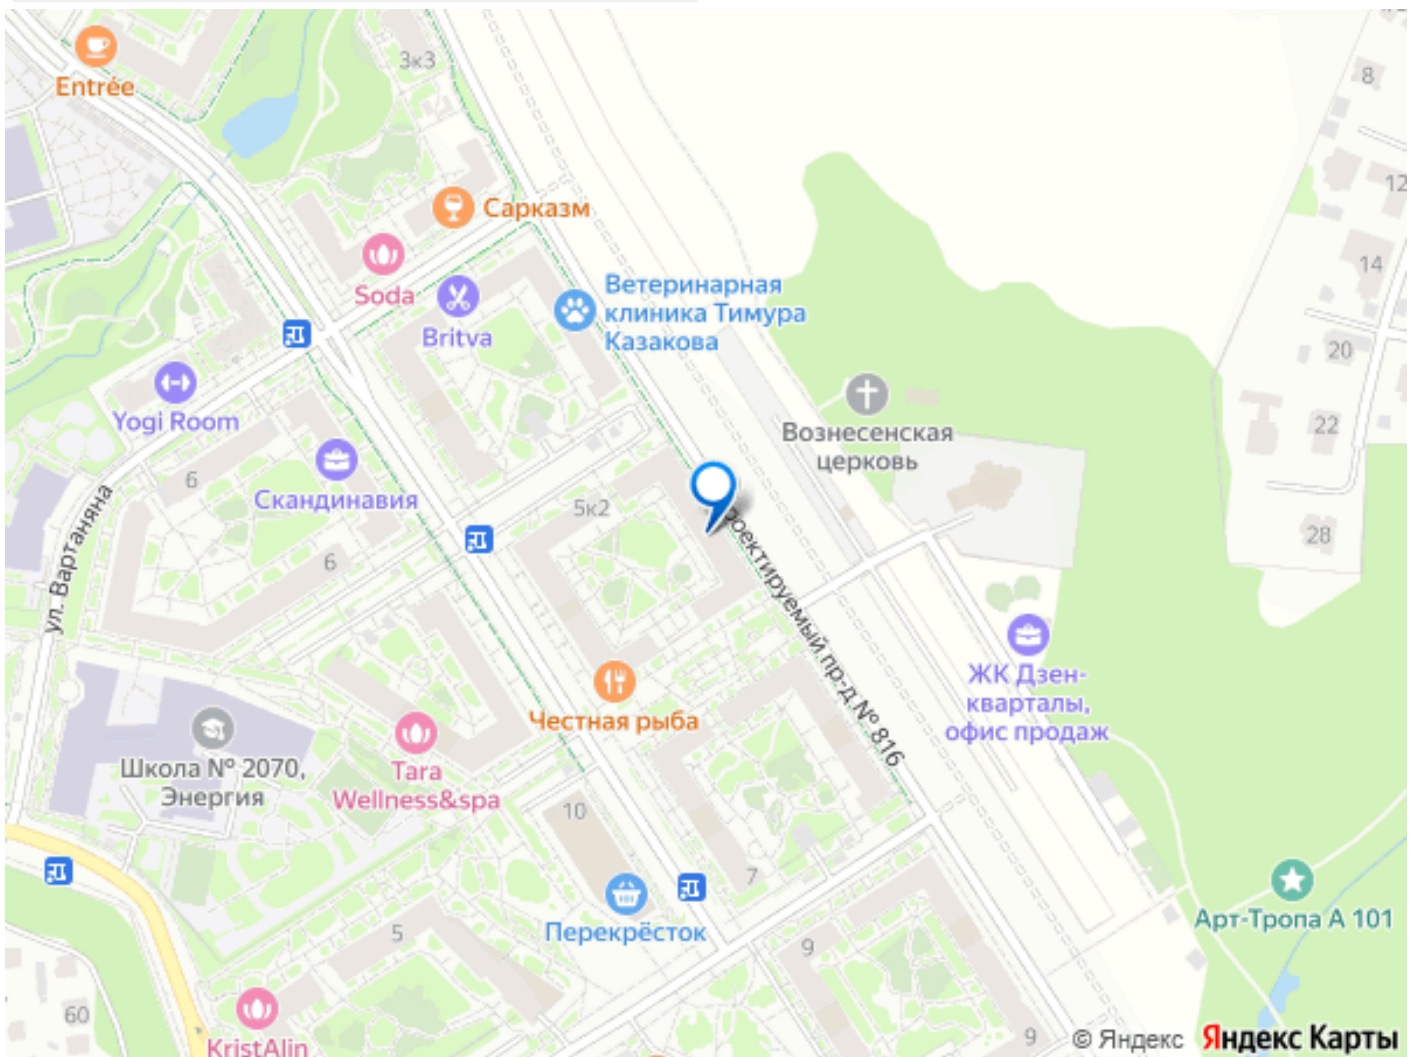 Entrée
3к3
8
12
Сарказм
14
Soda
Britva
Ветеринарная
клиника Тимура
Казакова
20
Yogi Room
22
Вознесенская
церковь
6
Скандинавия
5к2
28
ул. Вартаняна
6
Проектируемый пр-д № 816
ЖК Дзен-
кварталы,
офис продаж
Честная рыба
Школа № 2070,
Энергия
Tara
Wellness&spa
10
7
Перекрёсток
Арт-Тропа А 101
5
9
60
9
KristAlin
© Яндекс Яндекс Карты